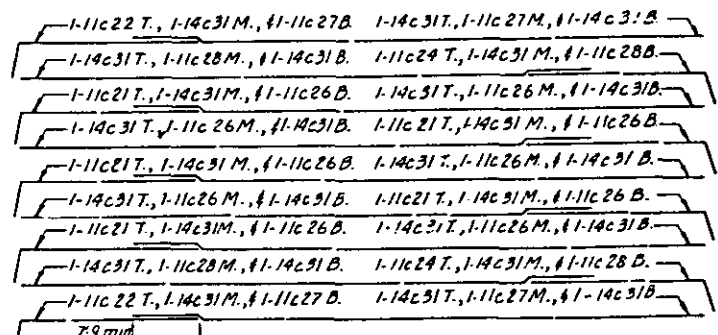 1-11c22 T., 1-14c31 M., & 1-11c27 B. 1-14c31 T., 1-11c27 M., & 1-14c31 B.
1-14c31 T., 1-11c28 M., & 1-14c31 B. 1-11c24 T., 1-14c31 M., & 1-11c28 B.
1-11c21 T., 1-14c31 M., & 1-11c26 B. 1-14c31 T., 1-11c26 M., & 1-14c31 B.
1-14c31 T., 1-11c26 M., & 1-14c31 B. 1-11c21 T., 1-14c31 M., & 1-11c26 B.
1-11c21 T., 1-14c31 M., & 1-11c26 B. 1-14c31 T., 1-11c26 M., & 1-14c31 B.
1-14c31 T., 1-11c26 M., & 1-14c31 B. 1-11c21 T., 1-14c31 M., & 1-11c26 B.
1-11c21 T., 1-14c31 M., & 1-11c26 B. 1-14c31 T., 1-11c26 M., & 1-14c31 B.
1-14c31 T., 1-11c28 M., & 1-14c31 B. 1-11c24 T., 1-14c31 M., & 1-11c28 B.
1-11c22 T., 1-14c31 M., & 1-11c27 B. 1-14c31 T., 1-11c27 M., & 1-14c31 B.